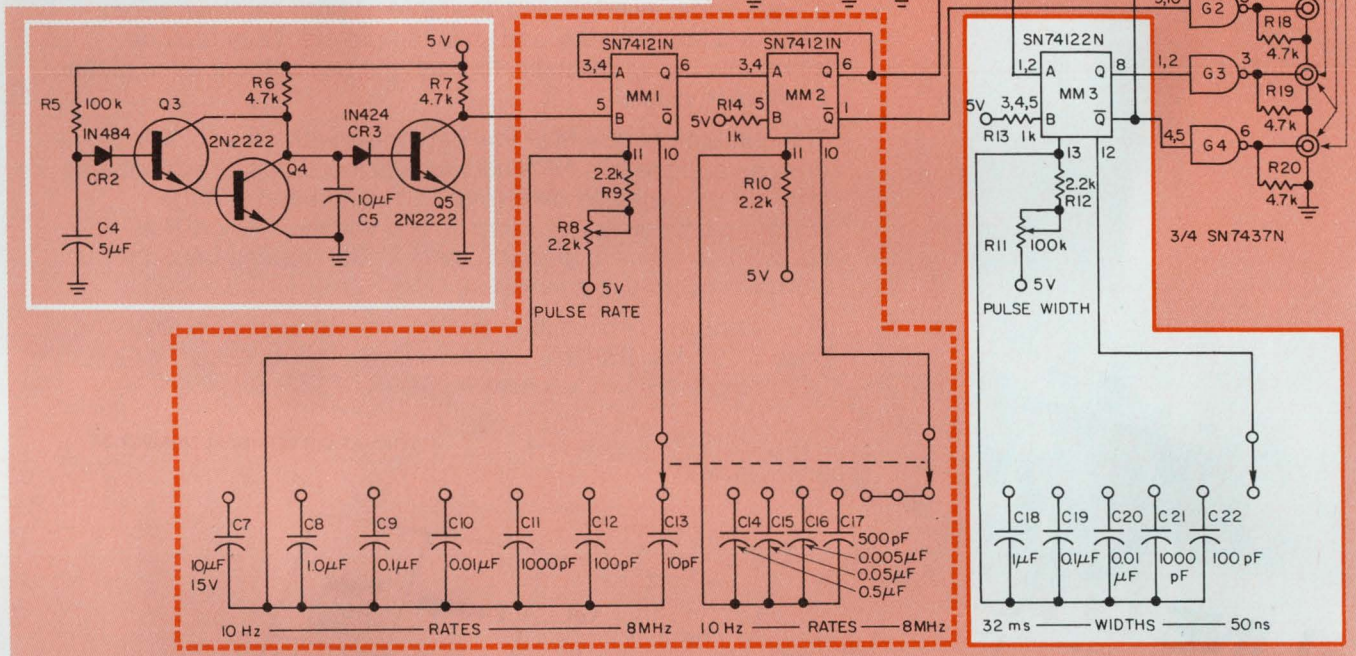 5V
R5
100k
1N484
CR2
Q3
2N2222
Q4
R6
4.7k
1N424
CR3
R7
4.7k
10μF
C5
Q5
2N2222
C4
5μF
SN74121N
3,4
A
Q
6
MM1
5
B
Q̅
11
10
2.2k
R9
R8
2.2k
5V
PULSE RATE
SN74121N
3,4
A
Q
6
R14
5
5V
1k
MM2
B
Q̅
1
11
10
R10
2.2k
5V
SN74122N
1,2
A
Q
8
MM3
5V
3,4,5
R13
1k
B
Q̅
13
12
2.2k
R12
R11
100k
5V
PULSE WIDTH
G2
R18
4.7k
1,2
G3
3
R19
4.7k
4,5
G4
6
R20
4.7k
3/4 SN7437N
C7
10μF
15V
C8
1.0μF
C9
0.1μF
C10
0.01μF
C11
1000pF
C12
100pF
C13
10pF
10 Hz RATES 8MHz
C14
C15
C16
C17
500pF
0.005μF
0.05μF
0.5μF
10Hz RATES 8MHz
C18
1μF
C19
0.1μF
C20
0.01
μF
C21
1000
pF
C22
100pF
32 ms WIDTHS 50ns